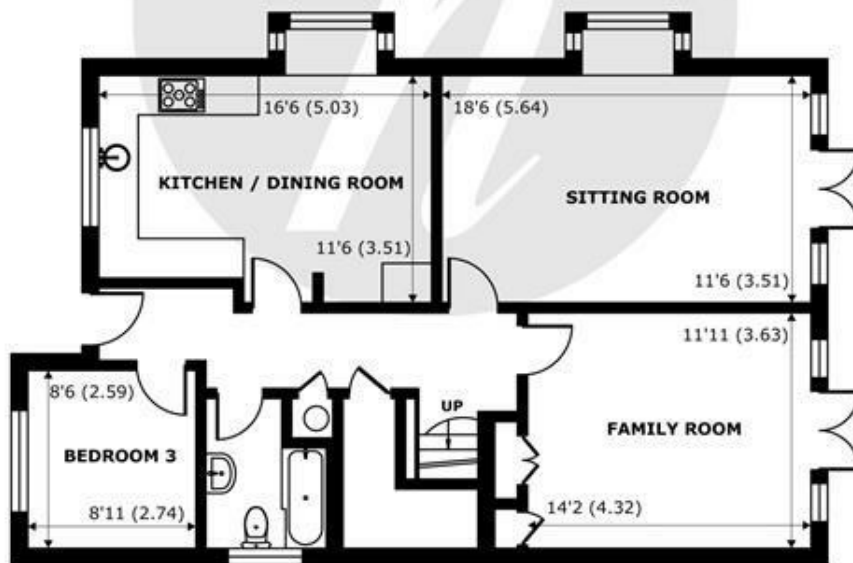 16'6 (5.03)
18'6 (5.64)
KITCHEN / DINING ROOM
SITTING ROOM
11'6 (3.51)
11'6 (3.51)
11'11 (3.63)
8'6 (2.59)
UP
FAMILY ROOM
BEDROOM 3
8'11 (2.74)
14'2 (4.32)